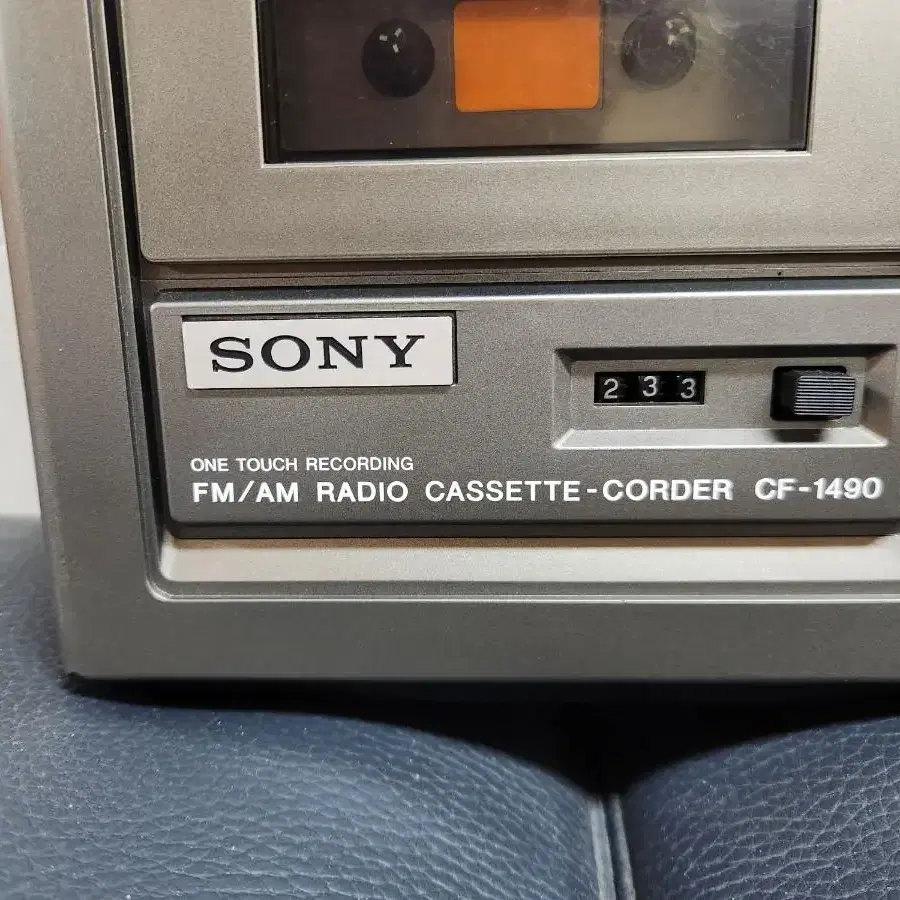 SONY
233
ONE TOUCH RECORDING
FM/AM RADIO CASSETTE-CORDER CF-1490